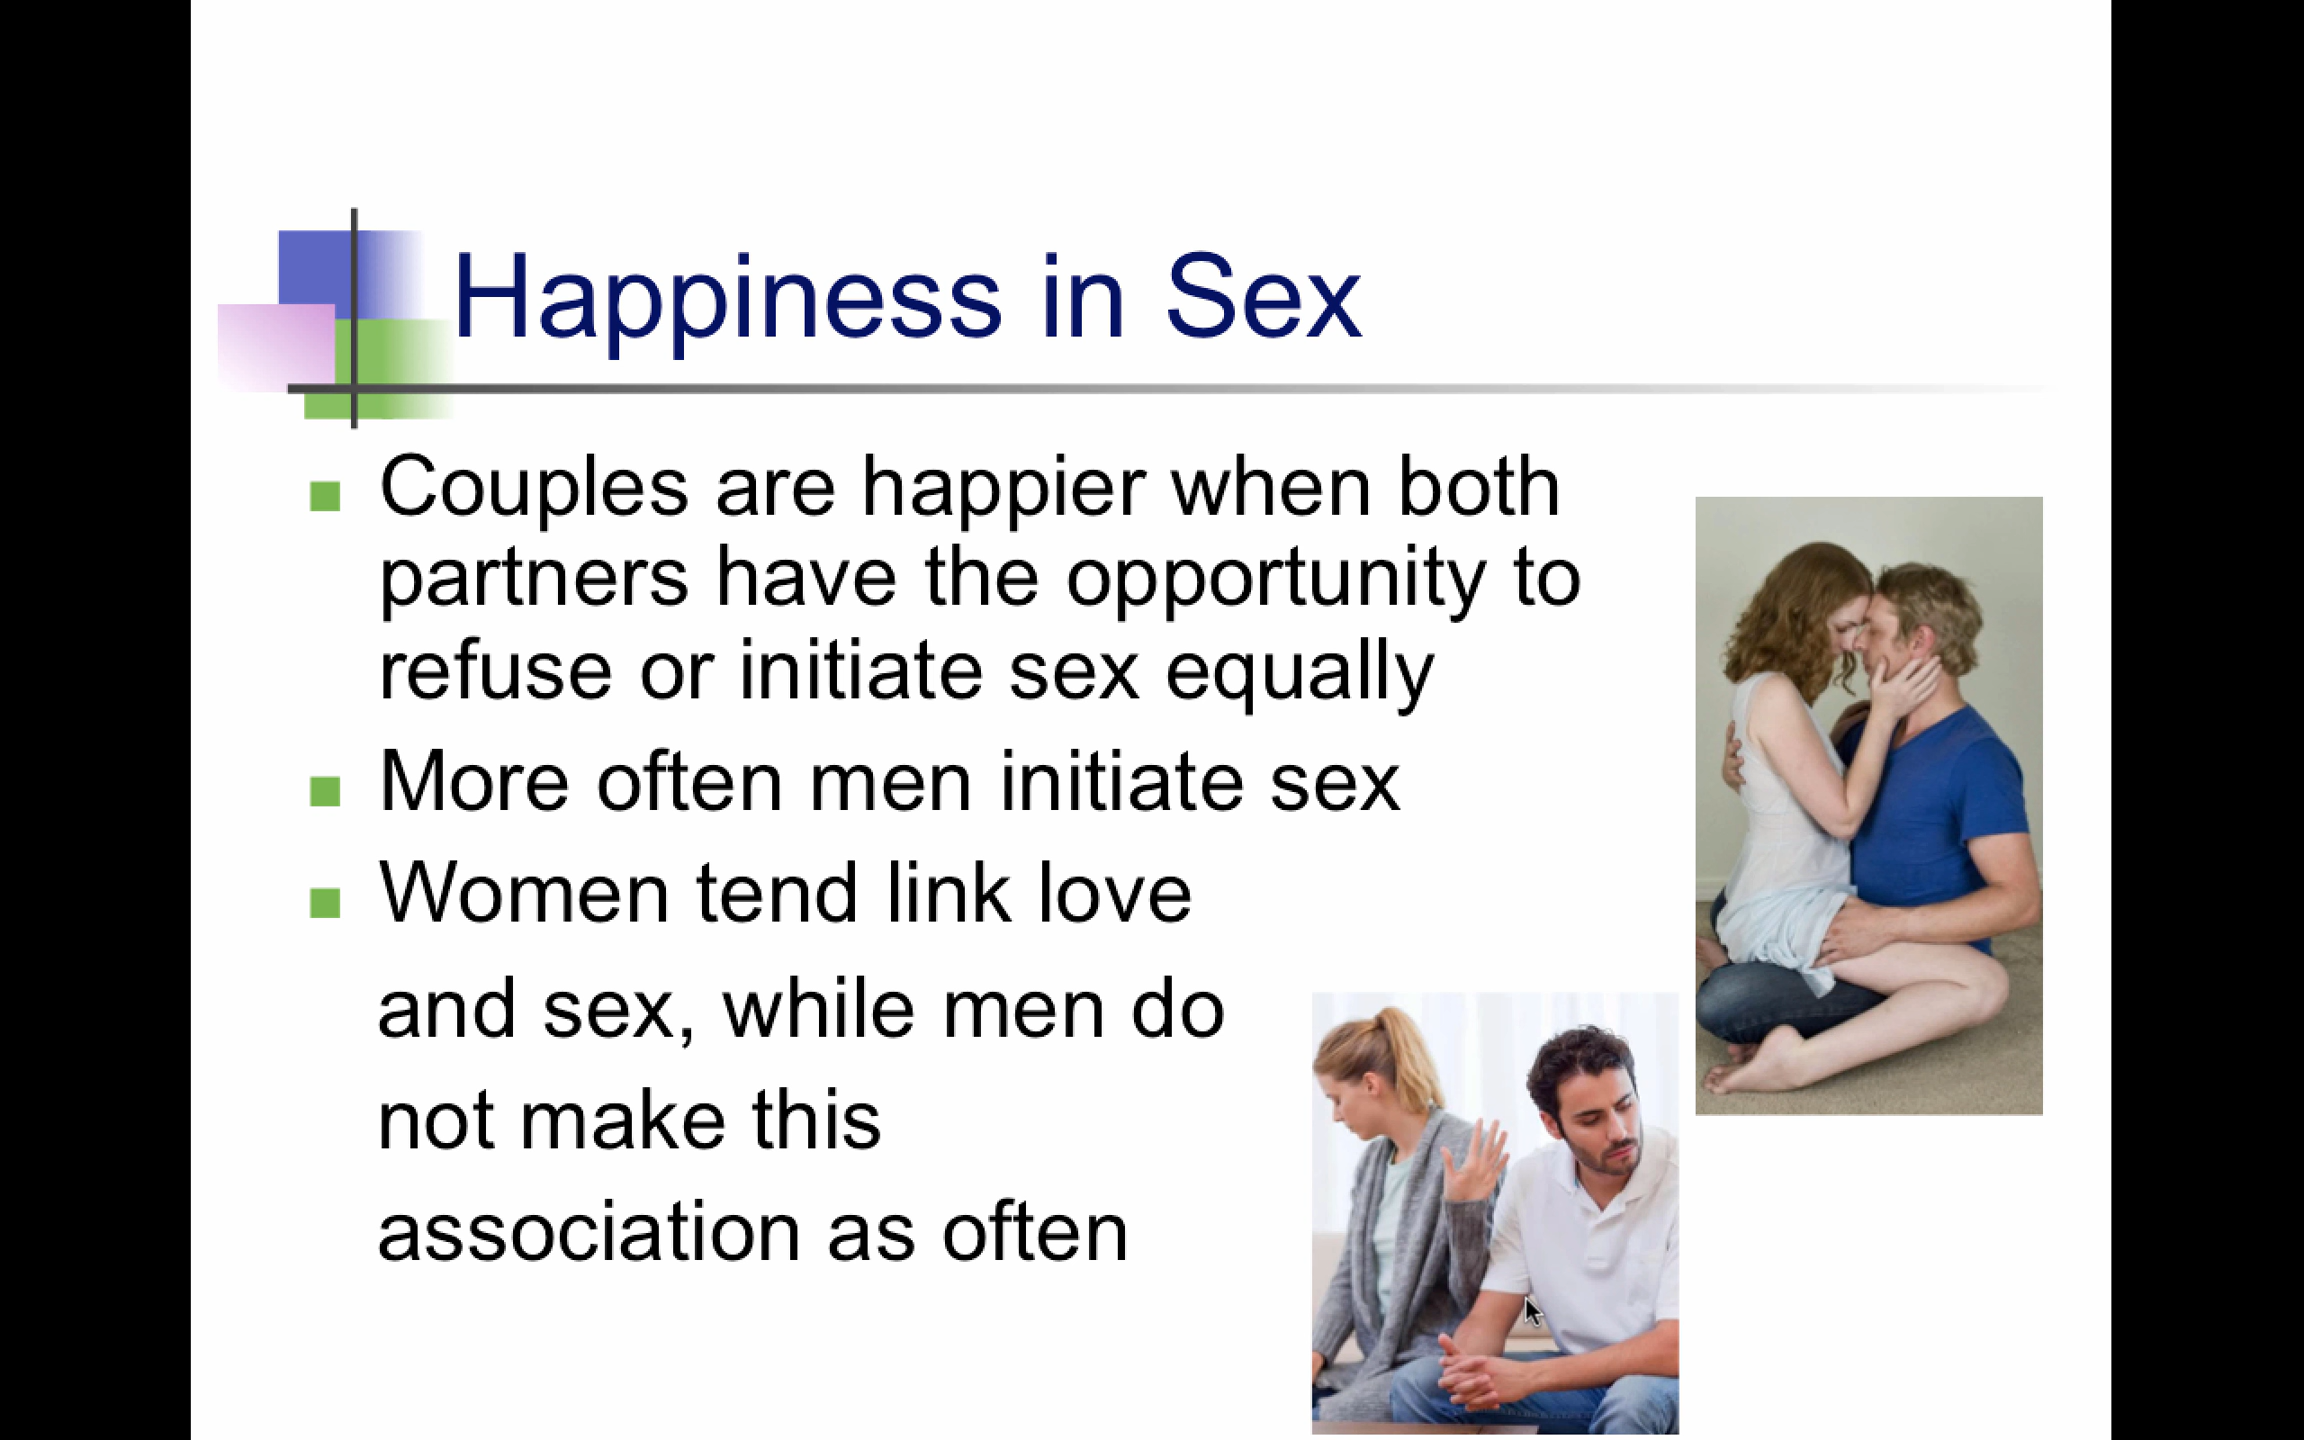 Happiness in Sex
Couples are happier when both
partners have the opportunity to
refuse or initiate sex equally
More often men initiate sex
Women tend link love
and sex, while men do
not make this
association as often